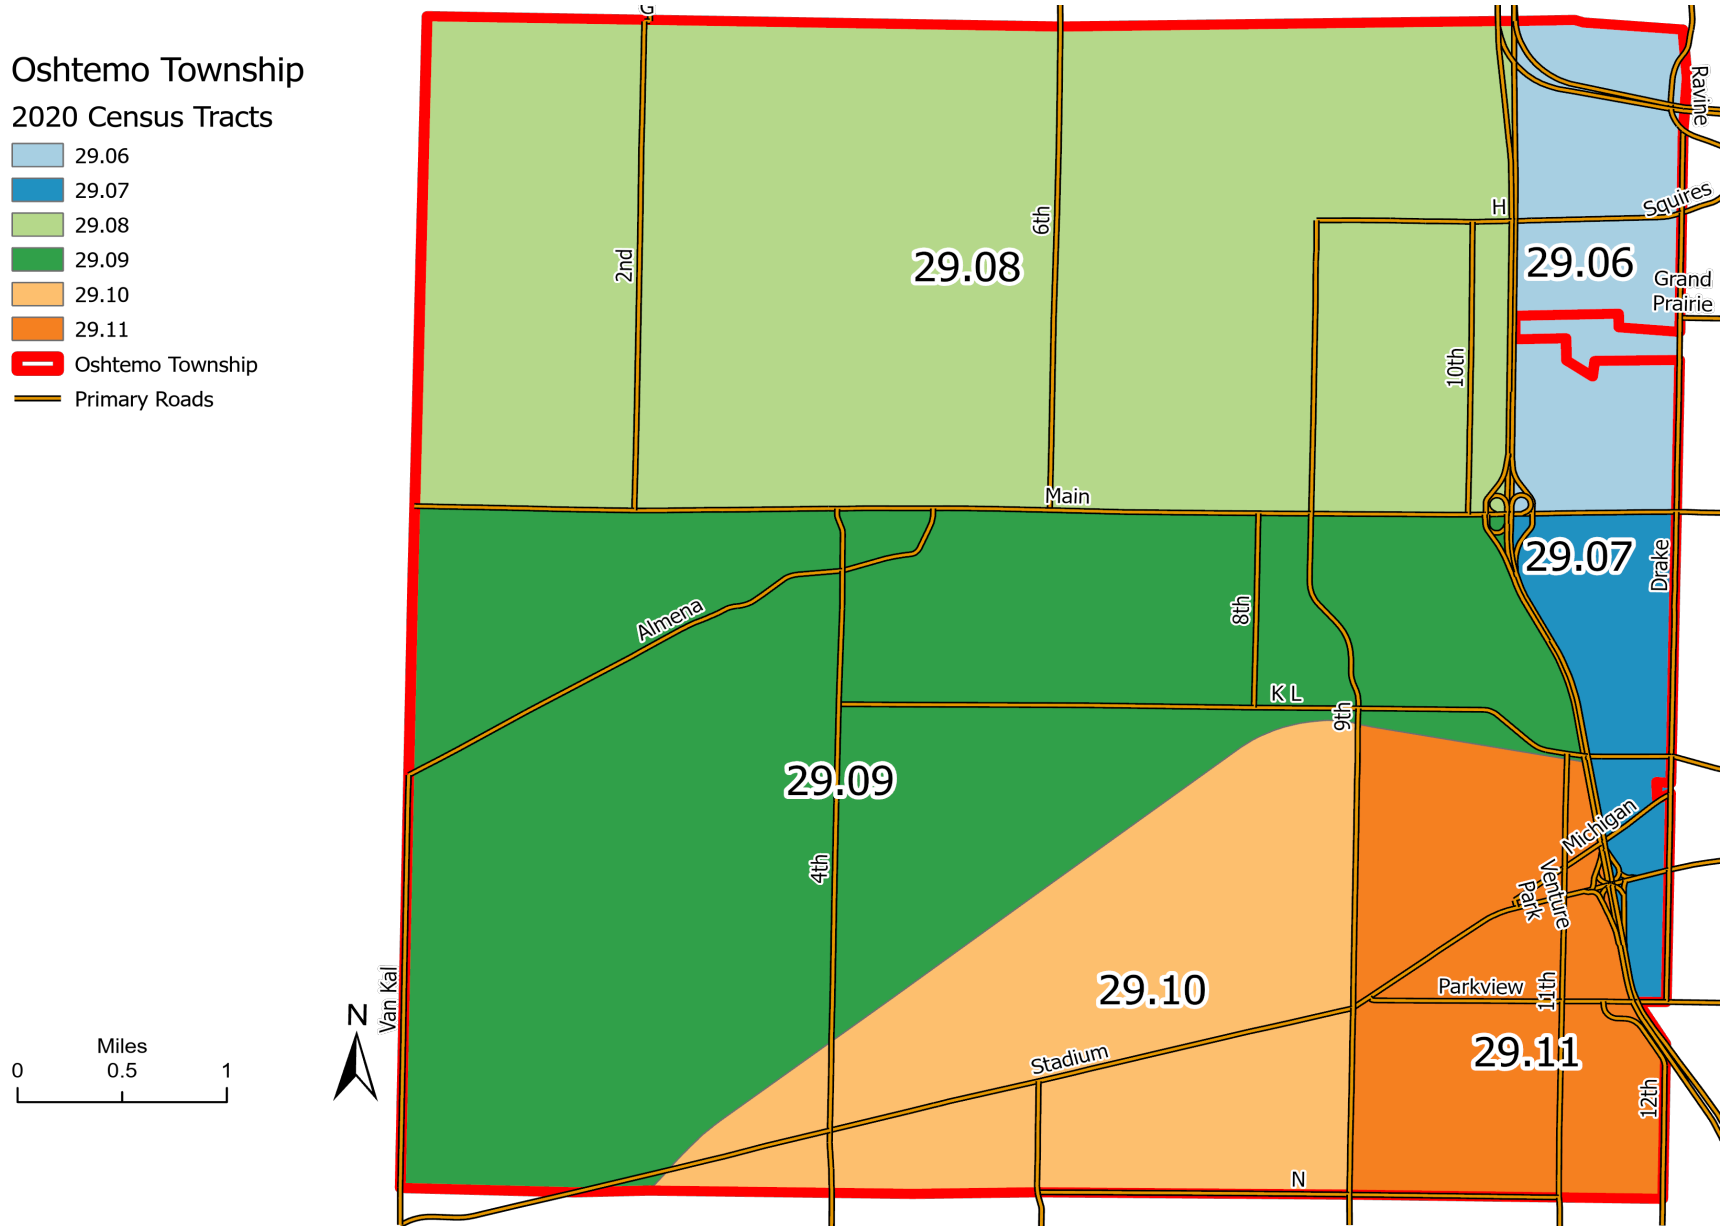 Oshtemo Township
2020 Census Tracts
29.06
29.07
29.08
29.09
29.10
29.11
Oshtemo Township
Primary Roads
G
Ravine
6th
H
Squires
2nd
29.08
29.06
Grand
Prairie
10th
Main
29.07
Drake
Almena
8th
K L
9th
29.09
Michigan
4th
Venture
Park
Van Kal
29.10
Parkview
11th
N
Stadium
29.11
12th
Miles
0 0.5 1
N